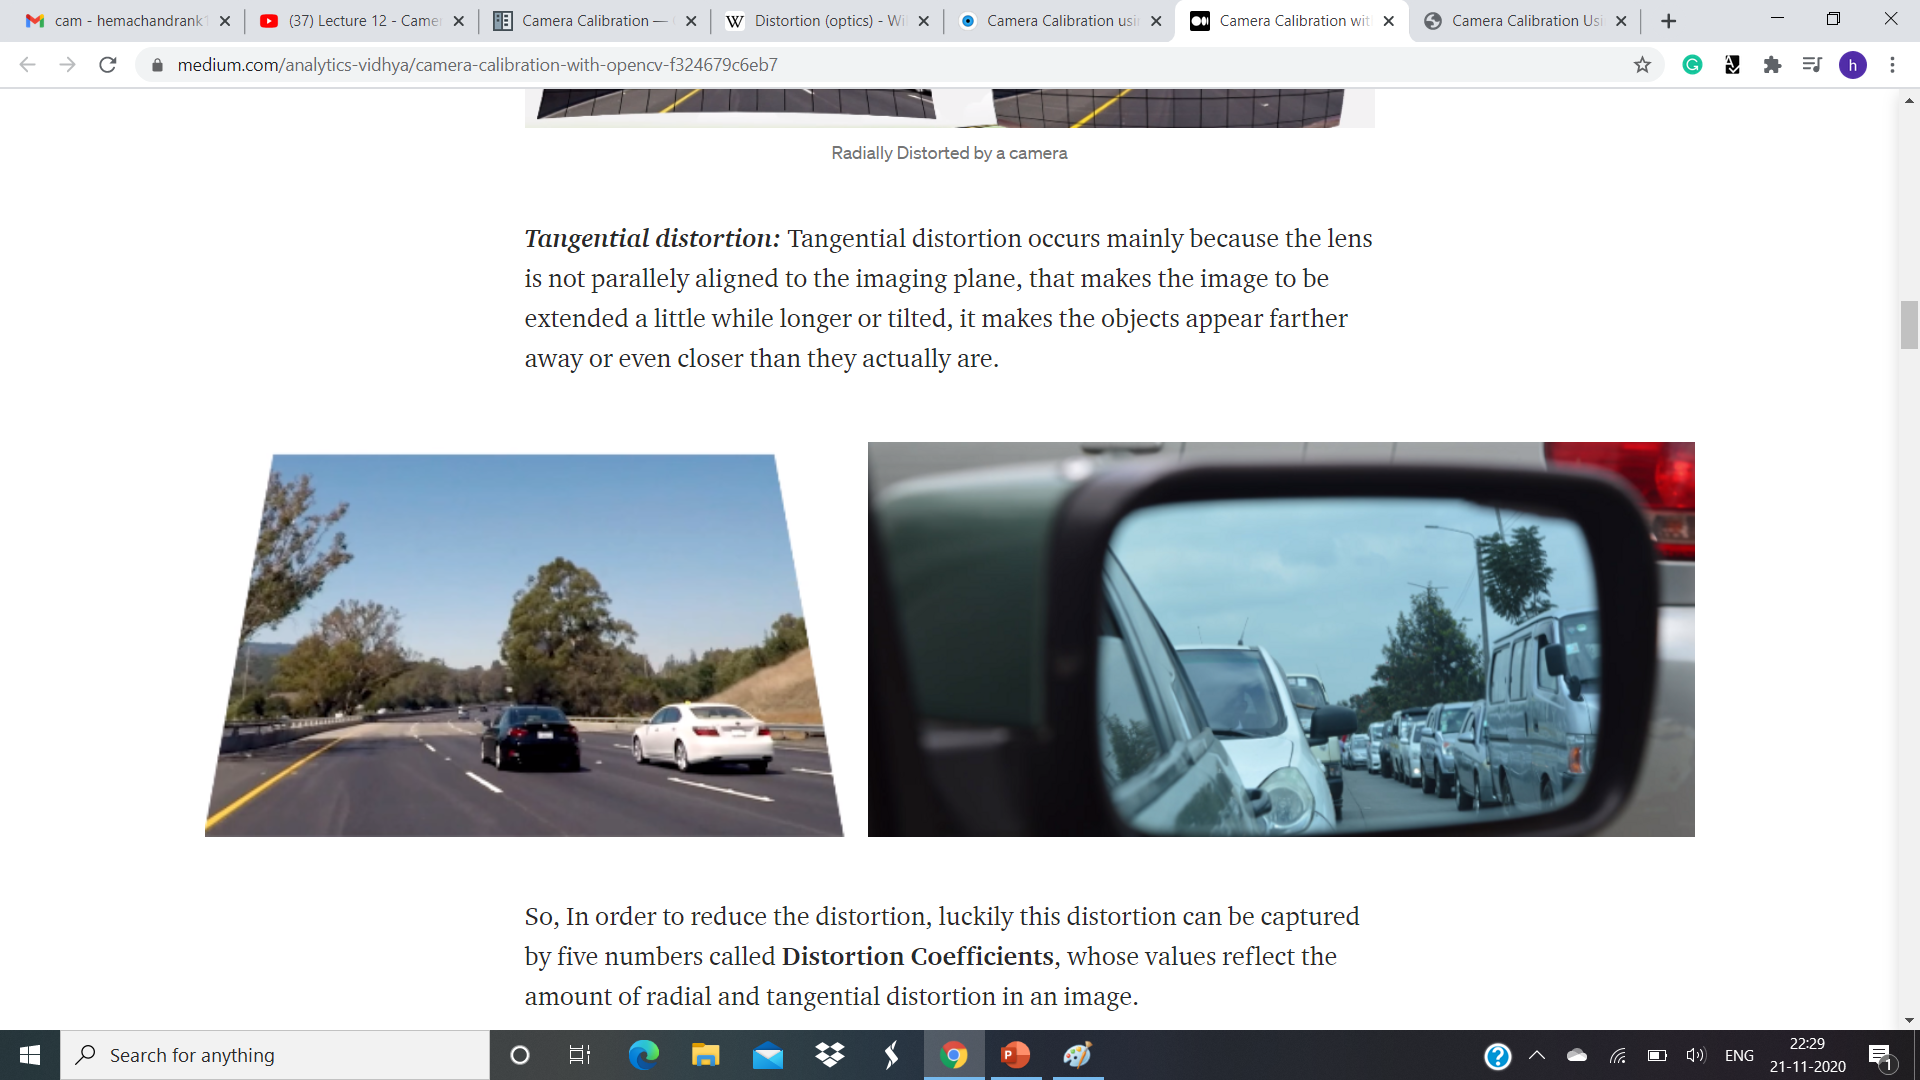 cam - hemachandrank
(37) Lecture 12 - Came
Camera Calibration —
W Distortion (optics) - Wi
Camera Calibration usi
Camera Calibration wit
Camera Calibration Usi
medium.com/analytics-vidhya/camera-calibration-with-opencv-f324679c6eb7
h
Radially Distorted by a camera
Tangential distortion: Tangential distortion occurs mainly because the lens
is not parallely aligned to the imaging plane, that makes the image to be
extended a little while longer or tilted, it makes the objects appear farther
away or even closer than they actually are.
So, In order to reduce the distortion, luckily this distortion can be captured
by five numbers called Distortion Coefficients, whose values reflect the
amount of radial and tangential distortion in an image.
Search for anything
ENG
22:29
21-11-2020
1